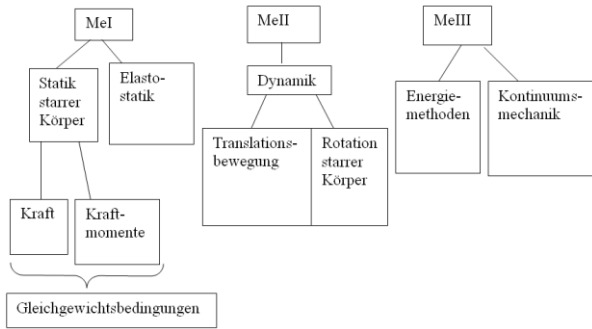 MeI
Statik
starrer
Körper
Elasto-
statik
Kraft
Kraft-
momente
Gleichgewichtsbedingungen
MeII
Dynamik
Translations-
bewegung
Rotation
starrer
Körper
MeIII
Energie-
methoden
Kontinuums-
mechanik